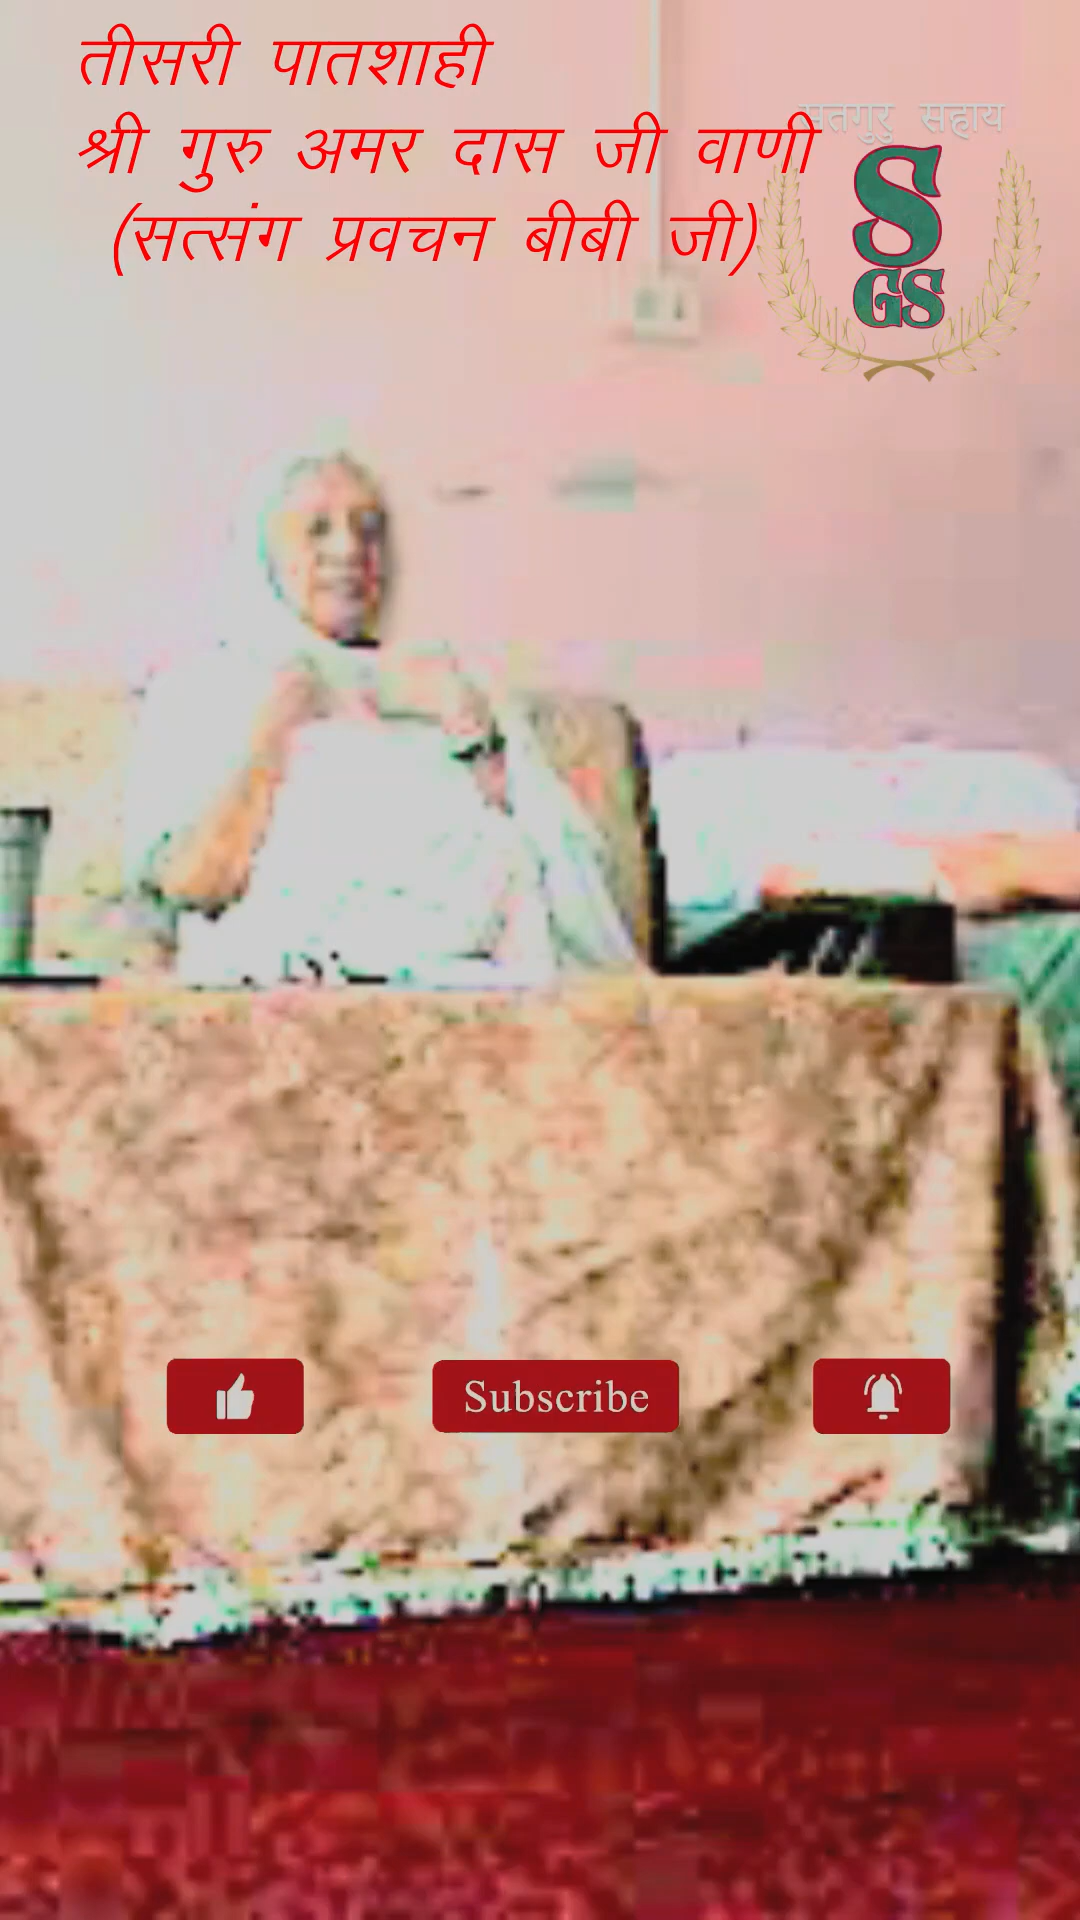 तीसरी पातशाही
श्री गुरु अमर दास जी वाणी
(सत्संग प्रवचन बीबी जी)
सतगुरु सहाय
S
GS
Subscribe